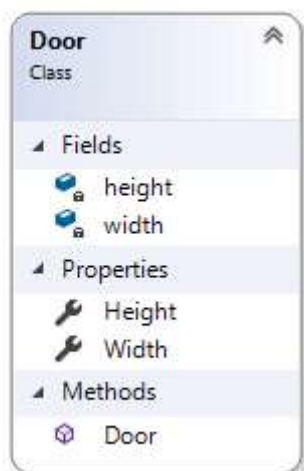 Door
Class
Fields
height
width
Properties
Height
Width
Methods
Door